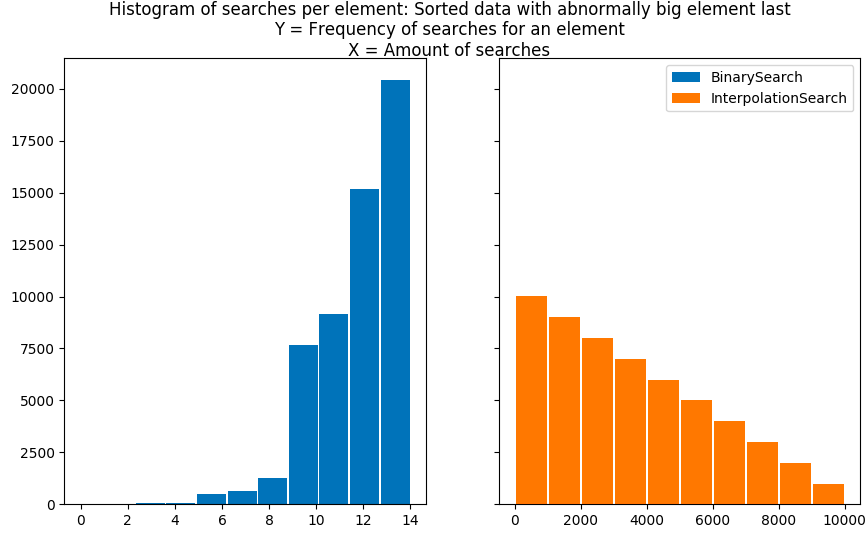 Histogram of searches per element: Sorted data with abnormally big element last
Y = Frequency of searches for an element
X = Amount of searches
20000
17500
15000
12500
10000
7500
5000
2500
0
0 2 4 6 8 10 12 14
BinarySearch
InterpolationSearch
0 2000 4000 6000 8000 10000